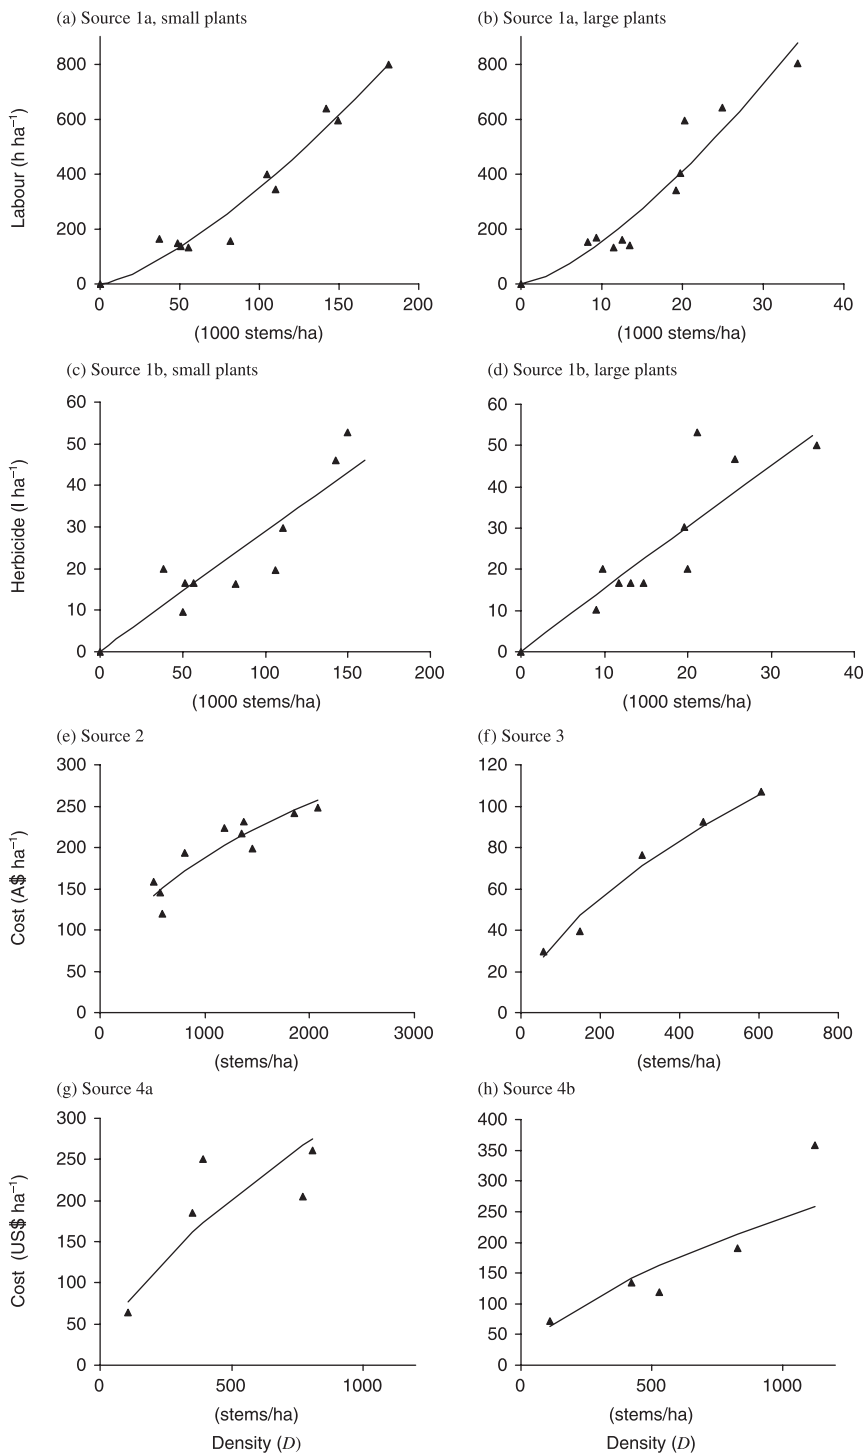 (a) Source 1a, small plants
(b) Source 1a, large plants
Labour (h ha⁻¹)
800
600
400
200
0
0 50 100 150 200
(1000 stems/ha)
800
600
400
200
0
0 10 20 30 40
(1000 stems/ha)
(c) Source 1b, small plants
(d) Source 1b, large plants
Herbicide (l ha⁻¹)
60
50
40
30
20
10
0
0 50 100 150 200
(1000 stems/ha)
60
50
40
30
20
10
0
0 10 20 30 40
(1000 stems/ha)
(e) Source 2
(f) Source 3
Cost (A$ ha⁻¹)
300
250
200
150
100
50
0
0 1000 2000 3000
(stems/ha)
120
100
80
60
40
20
0
0 200 400 600 800
(stems/ha)
(g) Source 4a
(h) Source 4b
Cost (US$ ha⁻¹)
300
250
200
150
100
50
0
0 500 1000
(stems/ha)
Density (D)
400
350
300
250
200
150
100
50
0
0 500 1000
(stems/ha)
Density (D)